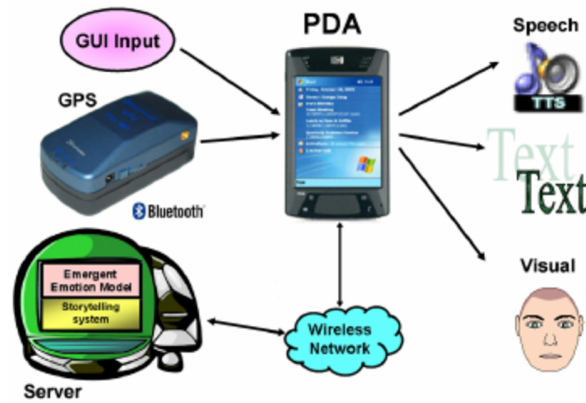 GUI Input
PDA
Speech
TTS
GPS
Text
Text
Bluetooth
Visual
Emergent
Emotion Model
Storytelling
system
Wireless
Network
Server